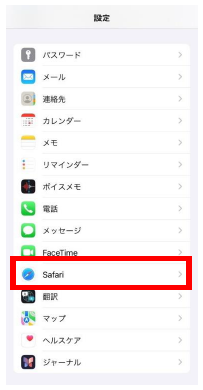 設定
パスワード
メール
連絡先
カレンダー
メモ
リマインダー
ボイスメモ
電話
メッセージ
FaceTime
Safari
翻訳
マップ
ヘルスケア
ジャーナル